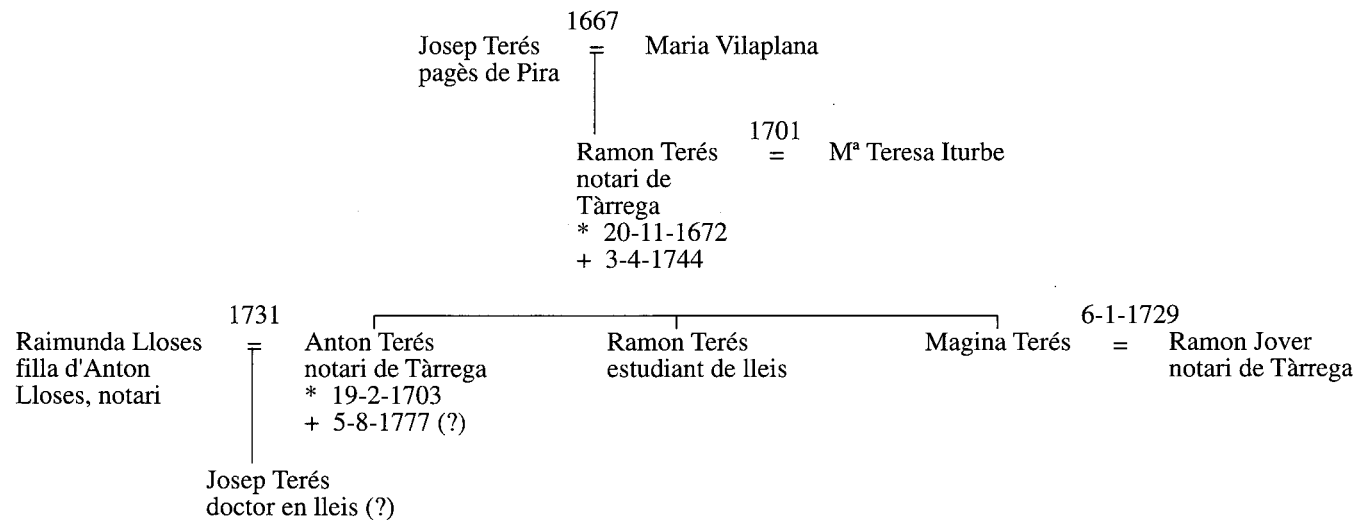 1667
Josep Terés = Maria Vilaplana
pagès de Pira
1701
Ramon Terés = Mª Teresa Iturbe
notari de
Tàrrega
* 20-11-1672
+ 3-4-1744
1731 6-1-1729
Raimunda Lloses = Anton Terés Ramon Terés Magina Terés = Ramon Jover
filla d'Anton notari de Tàrrega estudiant de lleis notari de Tàrrega
Lloses, notari * 19-2-1703
+ 5-8-1777 (?)
Josep Terés
doctor en lleis (?)